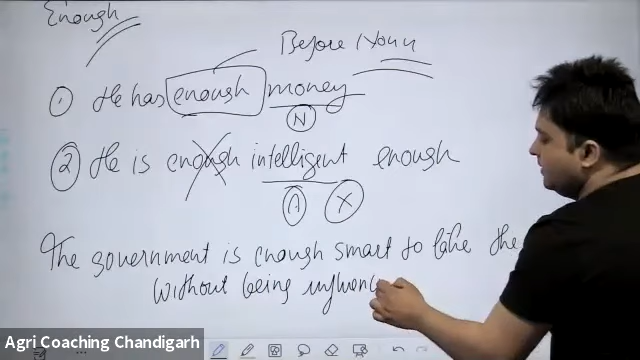 Enough
Before Noun
① He has enough money
N
② He is enough intelligent enough
A X
The government is enough smart to take the
without being
Agri Coaching Chandigarh